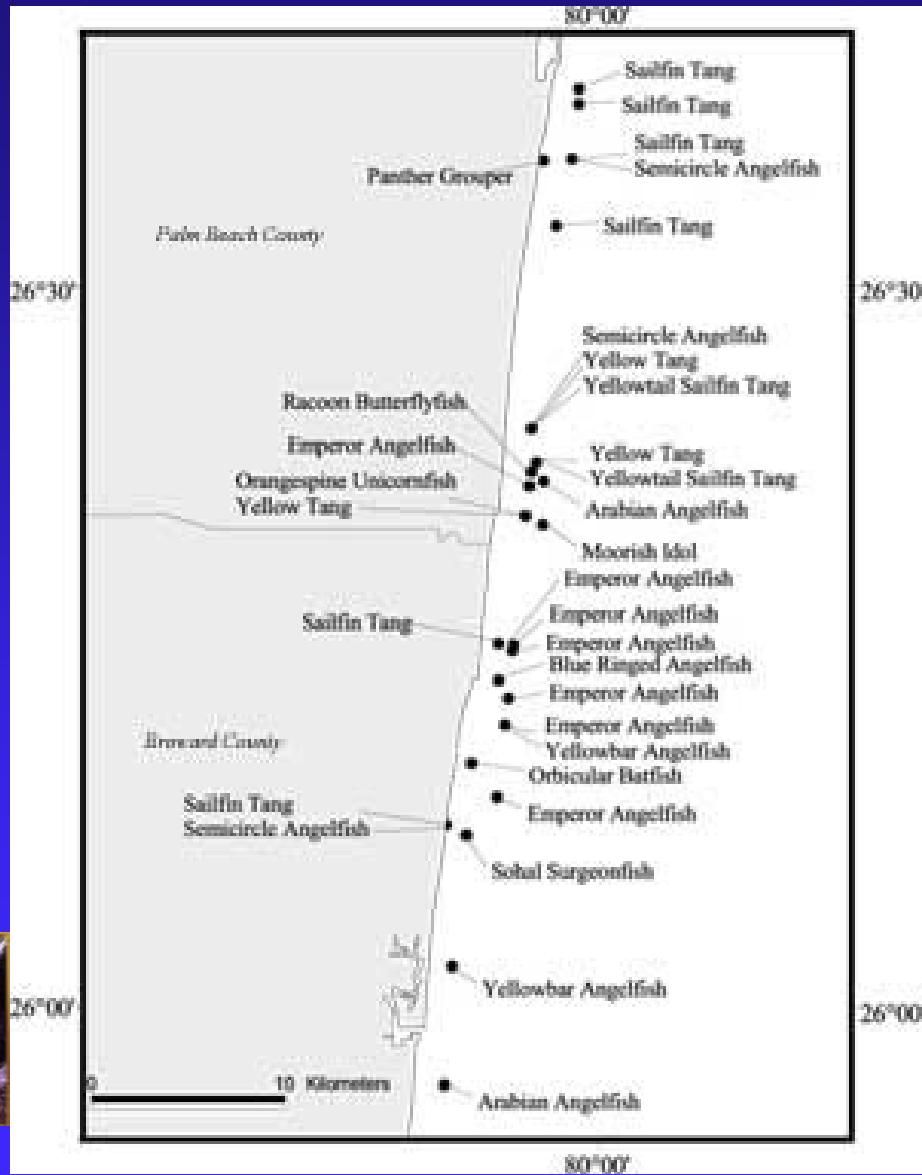 80°00'
Sailfin Tang
Sailfin Tang
Sailfin Tang
Panther Grouper
Semicircle Angelfish
Palm Beach County
Sailfin Tang
26°30'
26°30
Semicircle Angelfish
Yellow Tang
Yellowtail Sailfin Tang
Racoon Butterflyfish
Emperor Angelfish
Yellow Tang
Orangespine Unicornfish
Yellowtail Sailfin Tang
Yellow Tang
Arabian Angelfish
Moorish Idol
Emperor Angelfish
Sailfin Tang
Emperor Angelfish
Emperor Angelfish
Blue Ringed Angelfish
Emperor Angelfish
Emperor Angelfish
Broward County
Yellowbar Angelfish
Orbicular Batfish
Sailfin Tang
Emperor Angelfish
Semicircle Angelfish
Sohal Surgeonfish
Yellowbar Angelfish
26°00'
26°00
0 10 Kilometers
Arabian Angelfish
80°00'